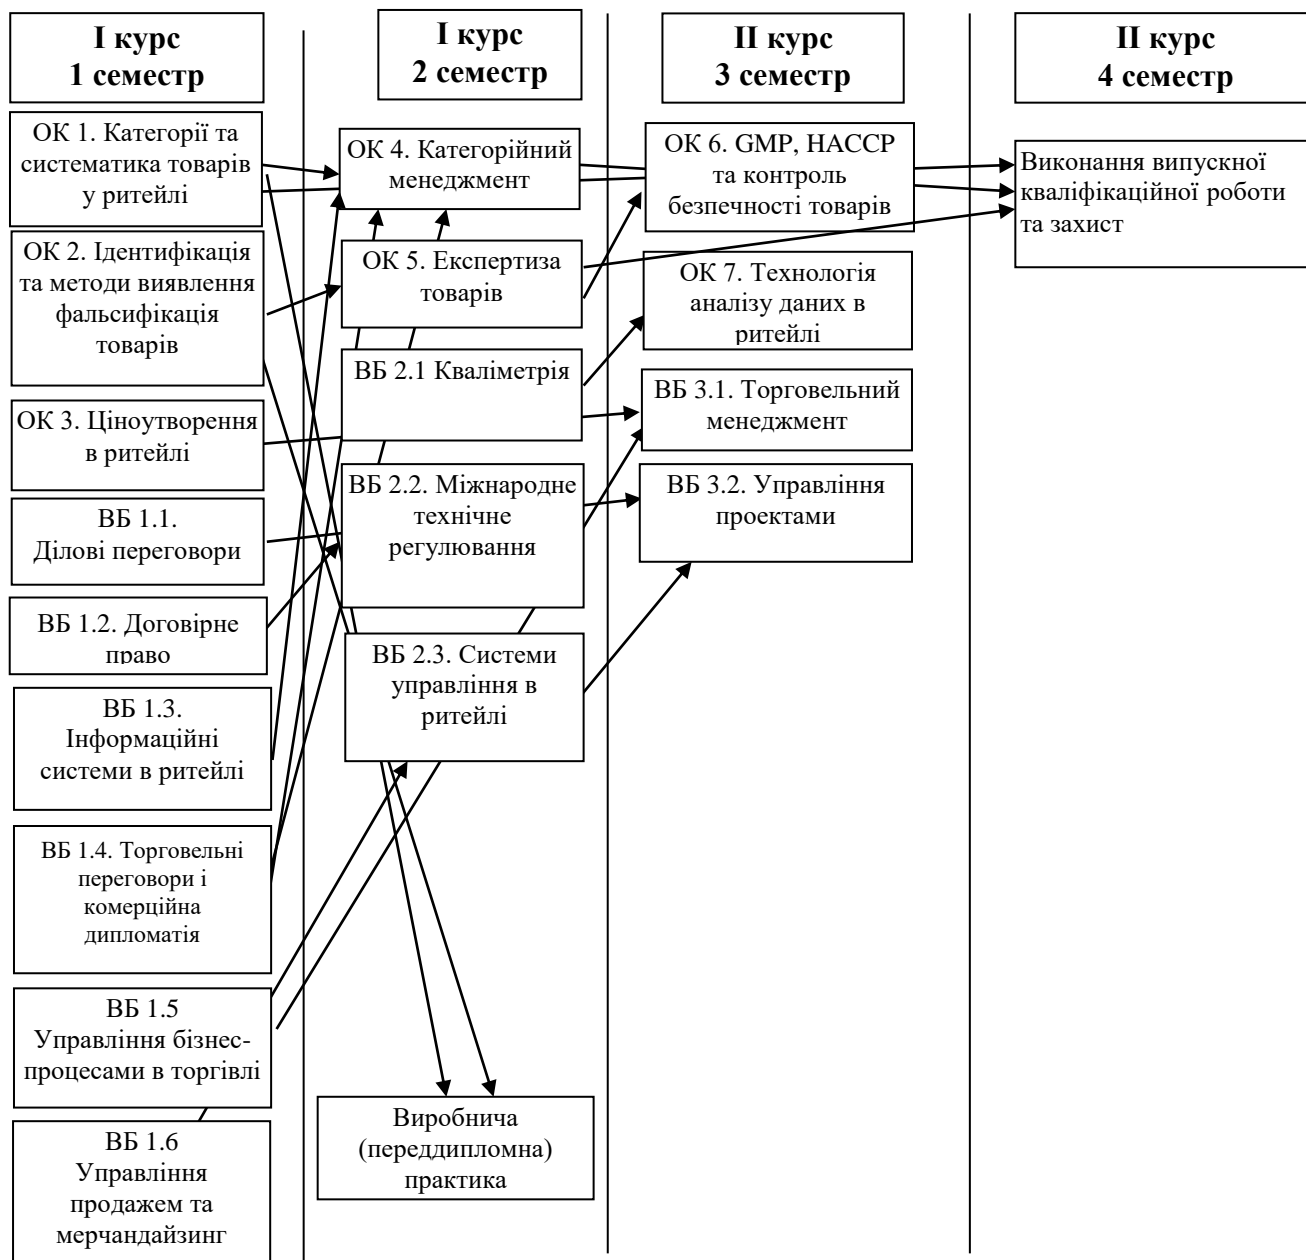 І курс
1 семестр
ОК 1. Категорії та
систематика товарів
у ритейлі
ОК 2. Ідентифікація
та методи виявлення
фальсифікація
товарів
ОК 3. Ціноутворення
в ритейлі
ВБ 1.1.
Ділові переговори
ВБ 1.2. Договірне
право
ВБ 1.3.
Інформаційні
системи в ритейлі
ВБ 1.4. Торговельні
переговори і
комерційна
дипломатія
ВБ 1.5
Управління бізнес-
процесами в торгівлі
ВБ 1.6
Управління
продажем та
мерчандайзинг
І курс
2 семестр
ОК 4. Категорійний
менеджмент
ОК 5. Експертиза
товарів
ВБ 2.1 Кваліметрія
ВБ 2.2. Міжнародне
технічне
регулювання
ВБ 2.3. Системи
управління в
ритейлі
Виробнича
(переддипломна)
практика
ІІ курс
3 семестр
ОК 6. GMP, НАССР
та контроль
безпечності товарів
ОК 7. Технологія
аналізу даних в
ритейлі
ВБ 3.1. Торговельний
менеджмент
ВБ 3.2. Управління
проектами
ІІ курс
4 семестр
Виконання випускної
кваліфікаційної роботи
та захист